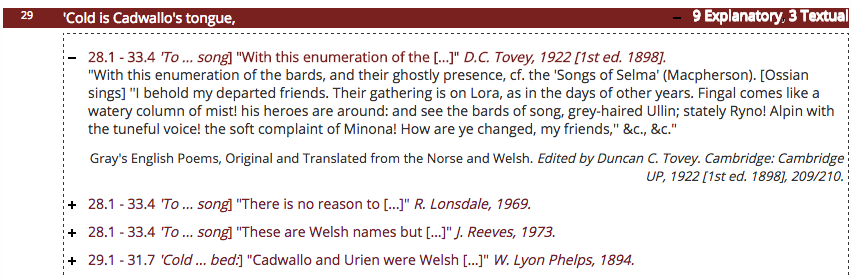 29 'Cold is Cadwallo's tongue, – 9 Explanatory, 3 Textual
– 28.1 - 33.4 'To ... song] "With this enumeration of the [...]" D.C. Tovey, 1922 [1st ed. 1898].
"With this enumeration of the bards, and their ghostly presence, cf. the 'Songs of Selma' (Macpherson). [Ossian
sings] ''I behold my departed friends. Their gathering is on Lora, as in the days of other years. Fingal comes like a
watery column of mist! his heroes are around: and see the bards of song, grey-haired Ullin; stately Ryno! Alpin with
the tuneful voice! the soft complaint of Minona! How are ye changed, my friends,'' &c., &c."
Gray's English Poems, Original and Translated from the Norse and Welsh. Edited by Duncan C. Tovey. Cambridge: Cambridge
UP, 1922 [1st ed. 1898], 209/210.
+ 28.1 - 33.4 'To ... song] "There is no reason to [...]" R. Lonsdale, 1969.
+ 28.1 - 33.4 'To ... song] "These are Welsh names but [...]" J. Reeves, 1973.
+ 29.1 - 31.7 'Cold ... bed:] "Cadwallo and Urien were Welsh [...]" W. Lyon Phelps, 1894.